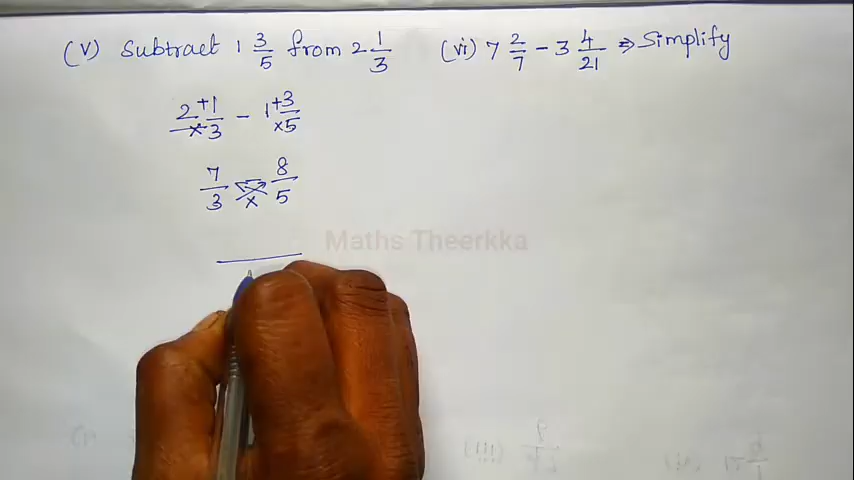 (v) Subtract 1 3/5 from 2 1/3
(vi) 7 2/7 - 3 4/21 ⇒ Simplify
2 + 1/× 3 - 1 + 3/× 5
7/3 - 8/5
×
Maths Theerkka